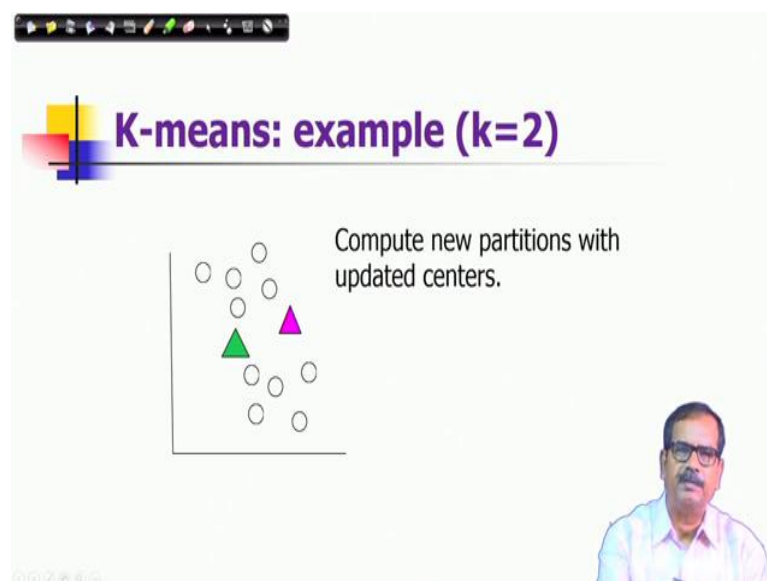 K-means: example (k=2)
Compute new partitions with
updated centers.